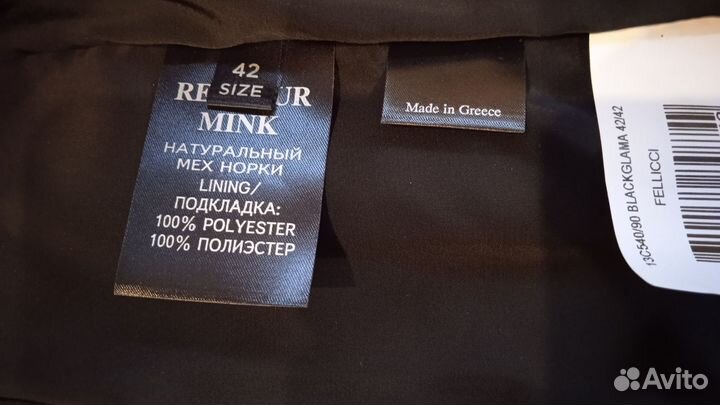 42
SIZE
MINK
НАТУРАЛЬНЫЙ
МЕХ НОРКИ
LINING/
ПОДКЛАДКА:
100% POLYESTER
100% ПОЛИЭСТЕР
Made in Greece
13C540/90 BLACKGLAMA 42/42
FELLICCI
Avito